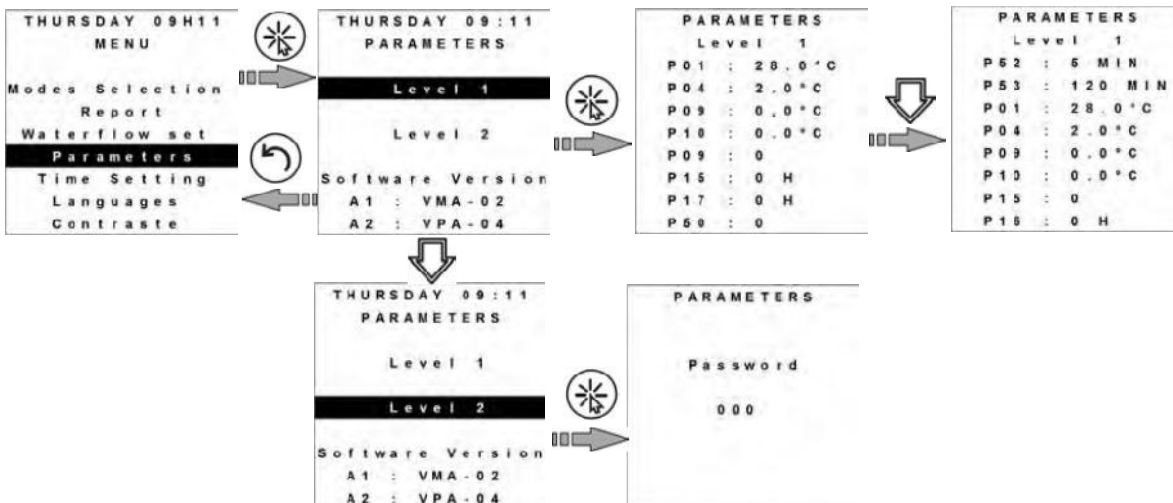 THURSDAY 09H11
MENU
Modes Selection
Report
Waterflow set
Parameters
Time Setting
Languages
Contraste
THURSDAY 09:11
PARAMETERS
Level 1
Level 2
Software Version
A1 : VMA-02
A2 : VPA-04
PARAMETERS
Level 1
P01 : 28.0°C
P04 : 2.0°C
P09 : 0.0°C
P10 : 0.0°C
P09 : 0
P15 : 0 H
P17 : 0 H
P50 : 0
PARAMETERS
Level 1
P52 : 5 MIN
P53 : 120 MIN
P01 : 28.0°C
P04 : 2.0°C
P09 : 0.0°C
P10 : 0.0°C
P15 : 0
P16 : 0 H
THURSDAY 09:11
PARAMETERS
Level 1
Level 2
Software Version
A1 : VMA-02
A2 : VPA-04
PARAMETERS
Password
000